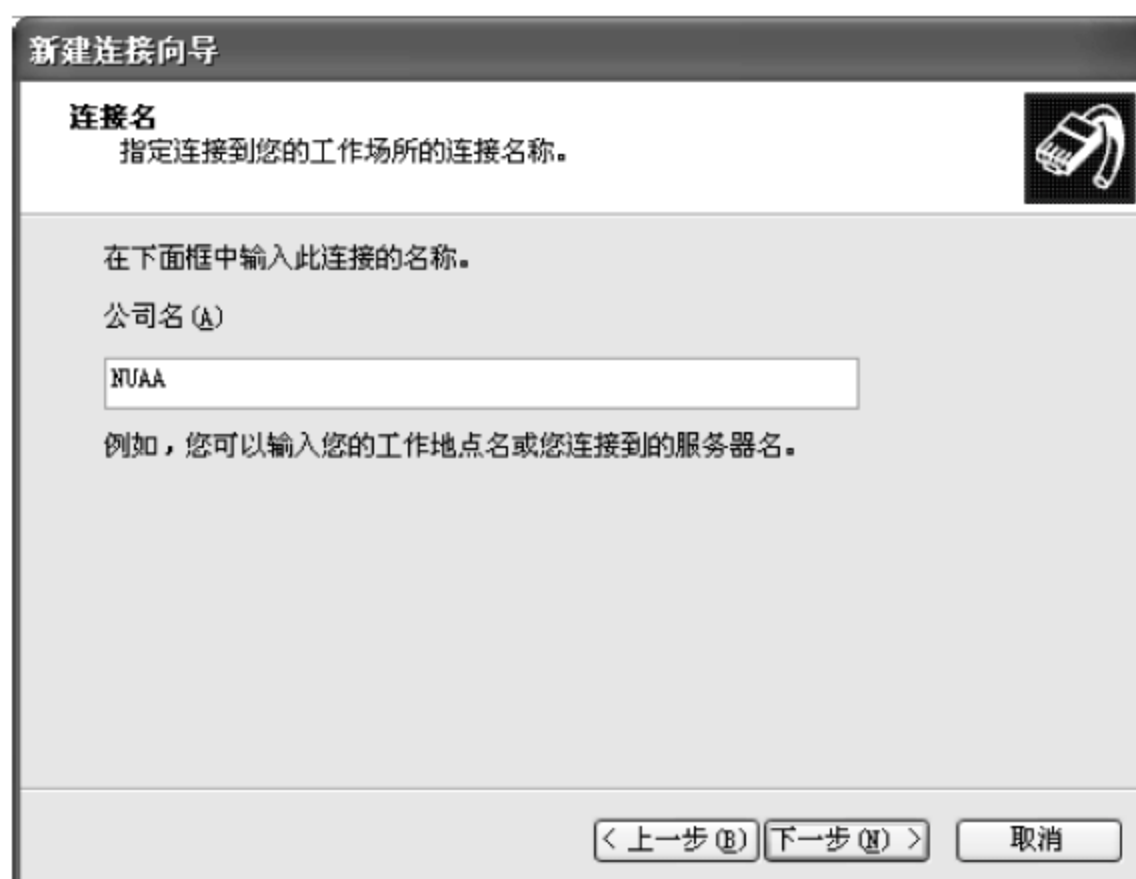 新建连接向导
连接名
指定连接到您的工作场所的连接名称。
在下面框中输入此连接的名称。
公司名(A)
NUAA
例如，您可以输入您的工作地点名或您连接到的服务器名。
< 上一步(B) 下一步(N) > 取消